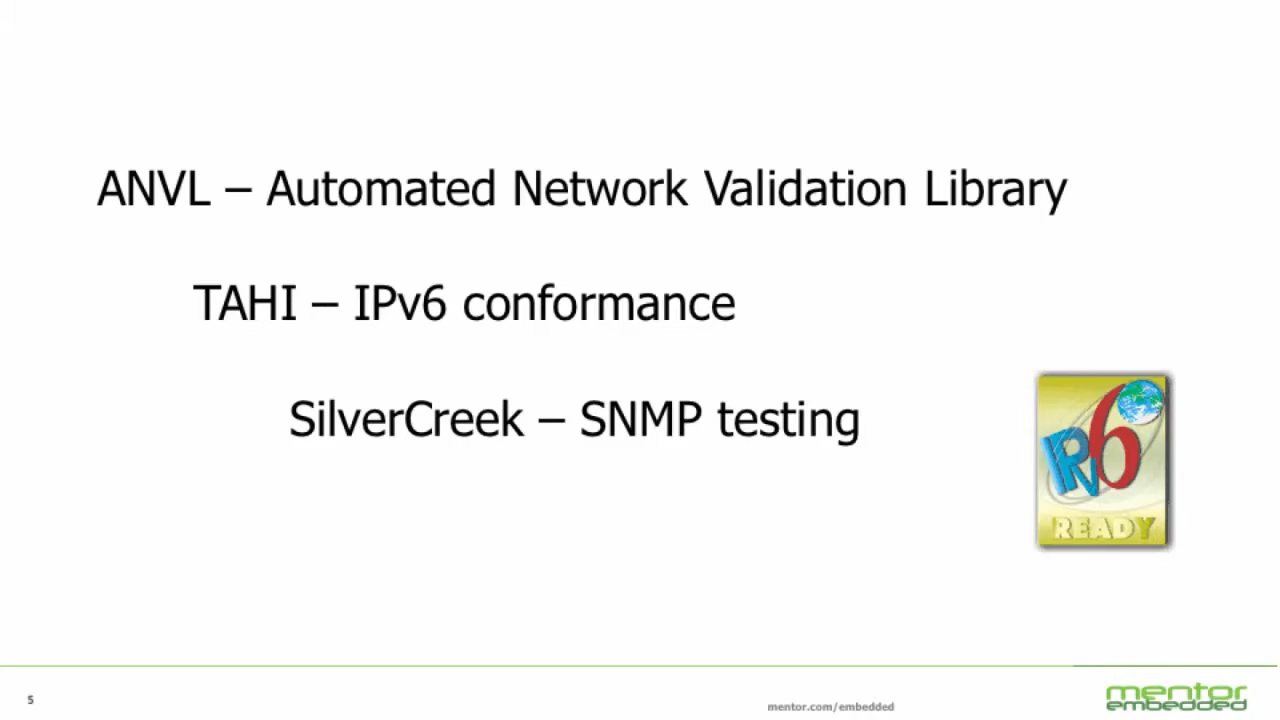 ANVL – Automated Network Validation Library
TAHI – IPv6 conformance
SilverCreek – SNMP testing
IPv6
READY
5
mentor.com/embedded
mentor
embedded